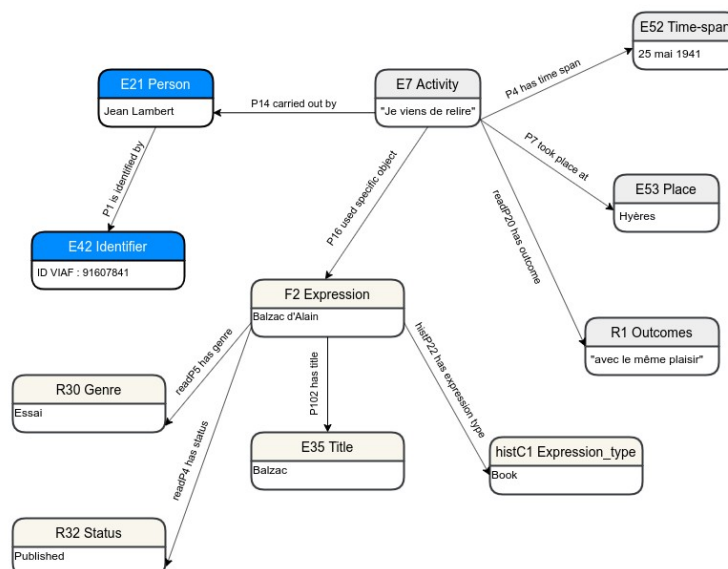 E52 Time-span
25 mai 1941
P4 has time span
E21 Person
Jean Lambert
P14 carried out by
E7 Activity
"Je viens de relire"
P7 took place at
P1 is identified by
P16 used specific object
readP20 has outcome
E53 Place
Hyères
E42 Identifier
ID VIAF : 91607841
F2 Expression
Balzac d'Alain
R1 Outcomes
"avec le même plaisir"
readP5 has genre
P102 has title
histP22 has expression type
R30 Genre
Essai
readP4 has status
E35 Title
Balzac
histC1 Expression_type
Book
R32 Status
Published